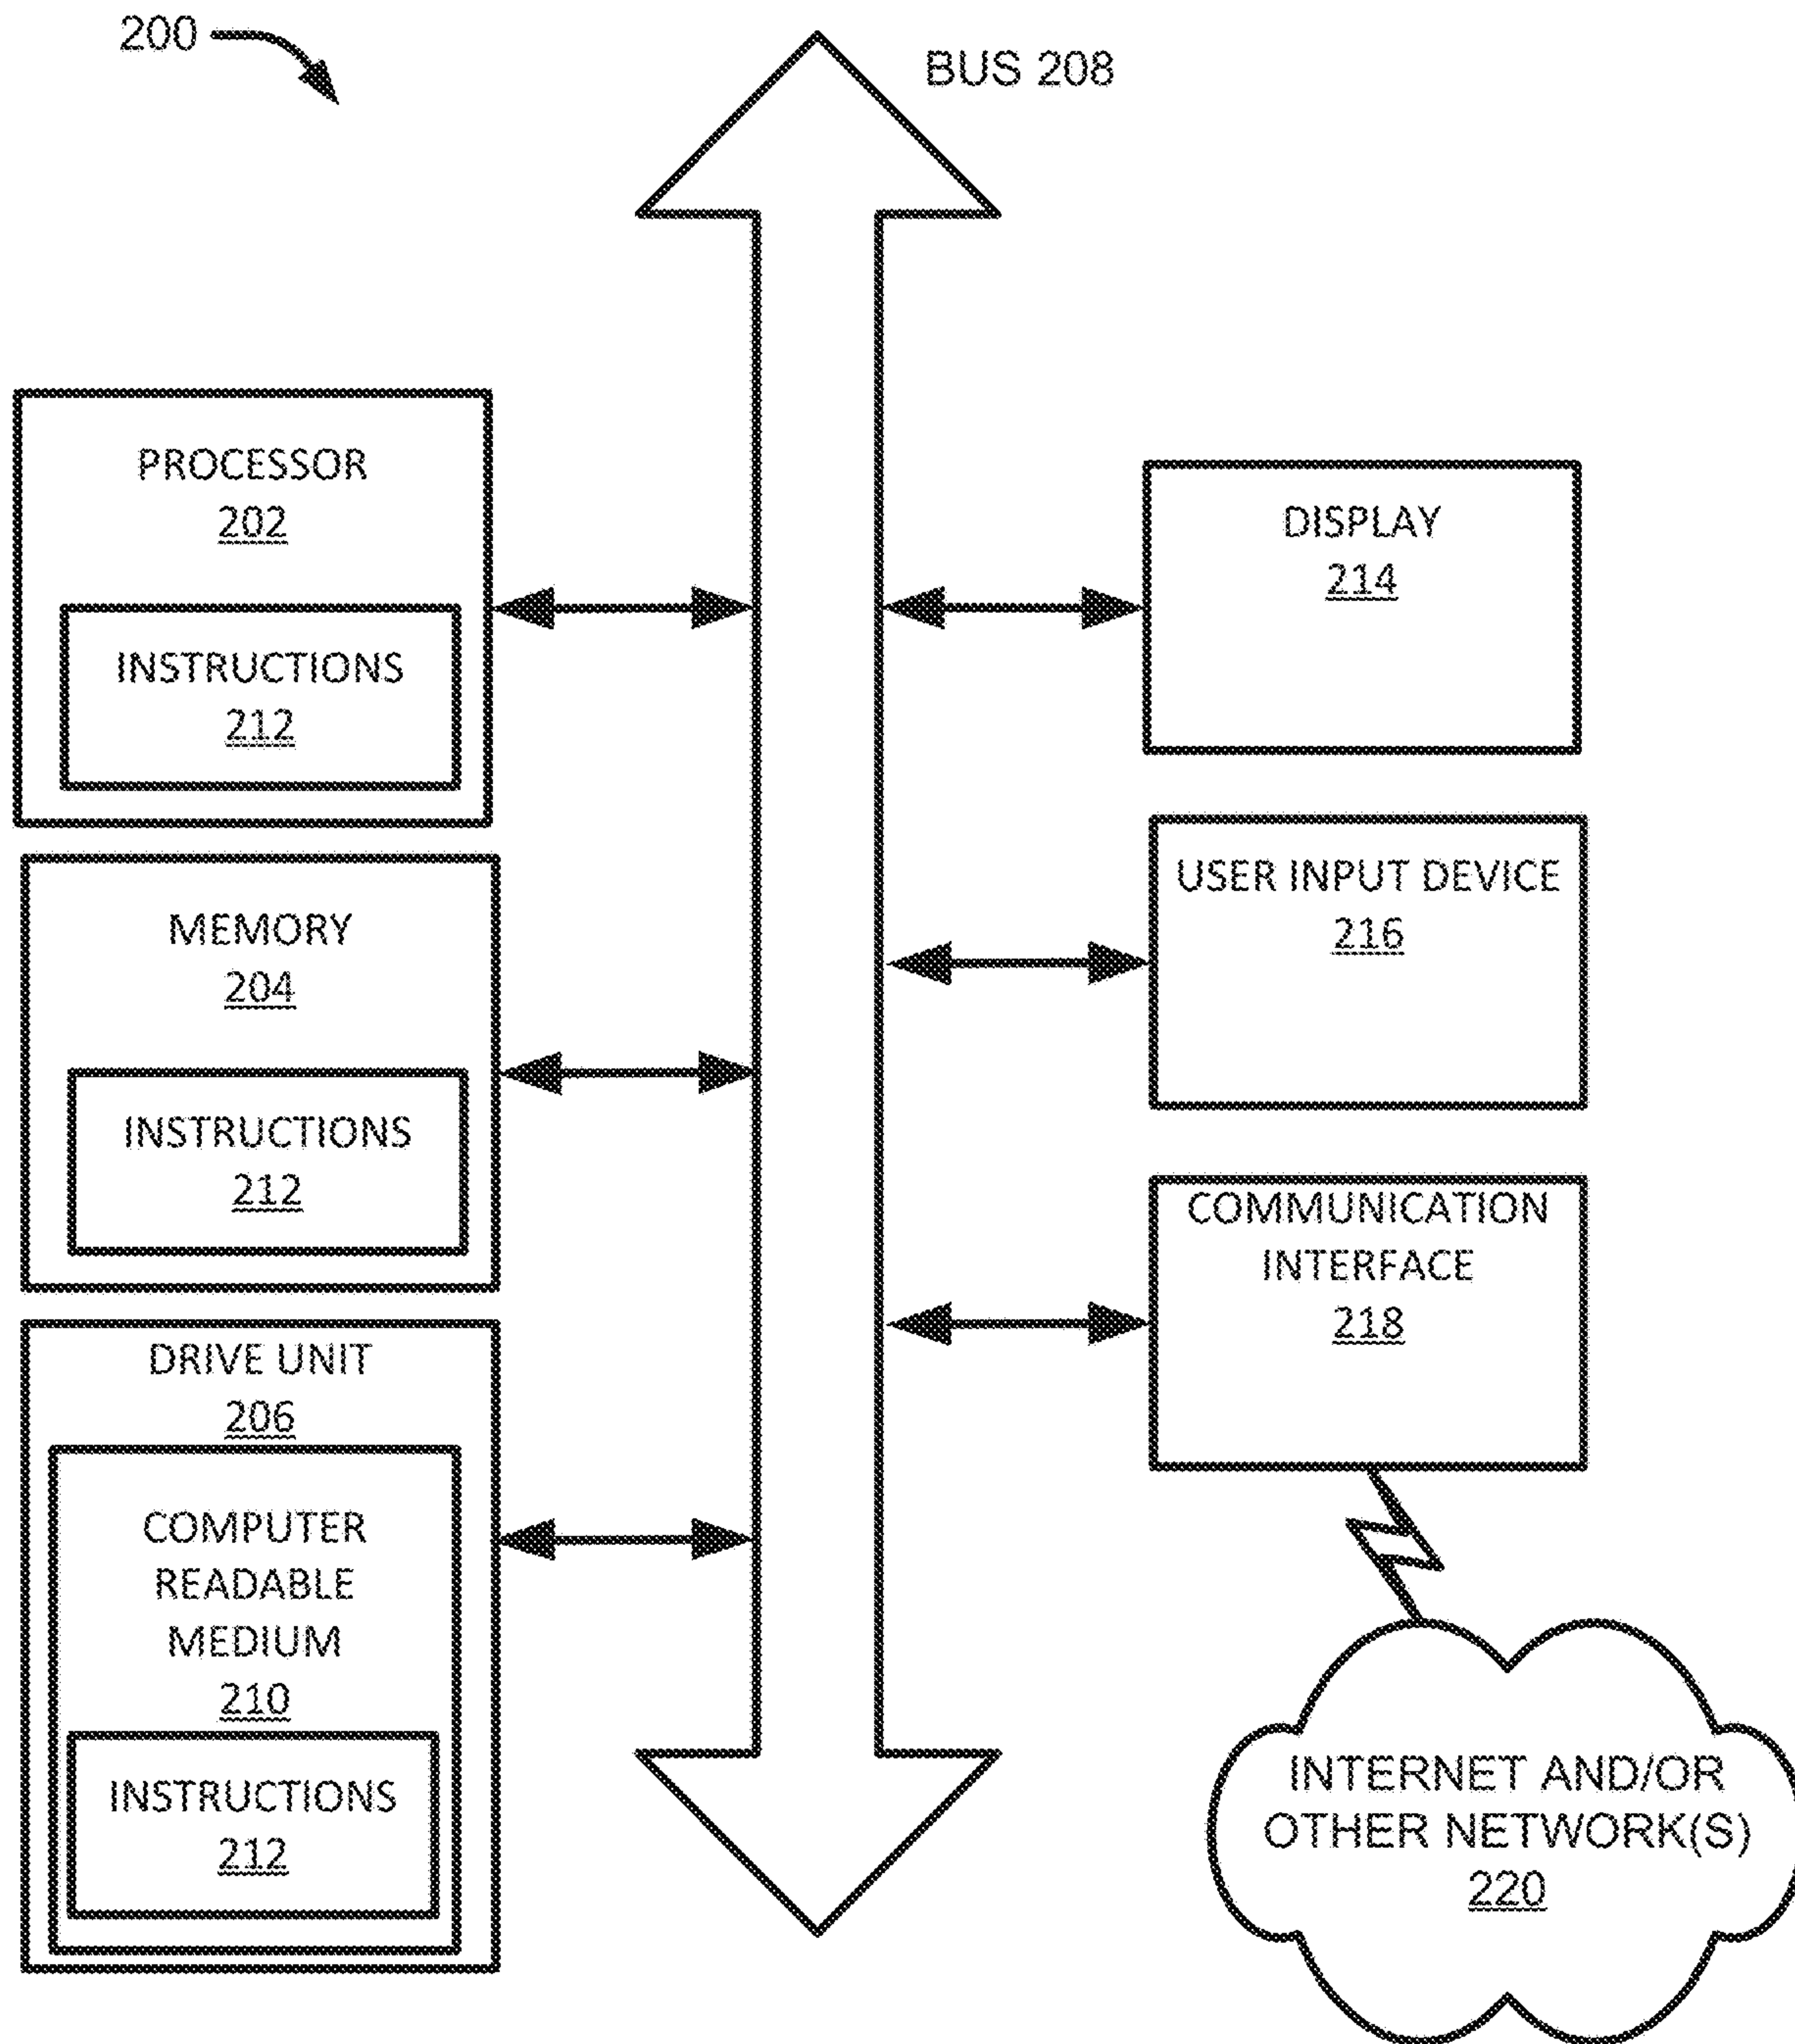 200
BUS 208
PROCESSOR
202
INSTRUCTIONS
212
MEMORY
204
INSTRUCTIONS
212
DRIVE UNIT
206
COMPUTER
READABLE
MEDIUM
210
INSTRUCTIONS
212
DISPLAY
214
USER INPUT DEVICE
216
COMMUNICATION
INTERFACE
218
INTERNET AND/OR
OTHER NETWORK(S)
220